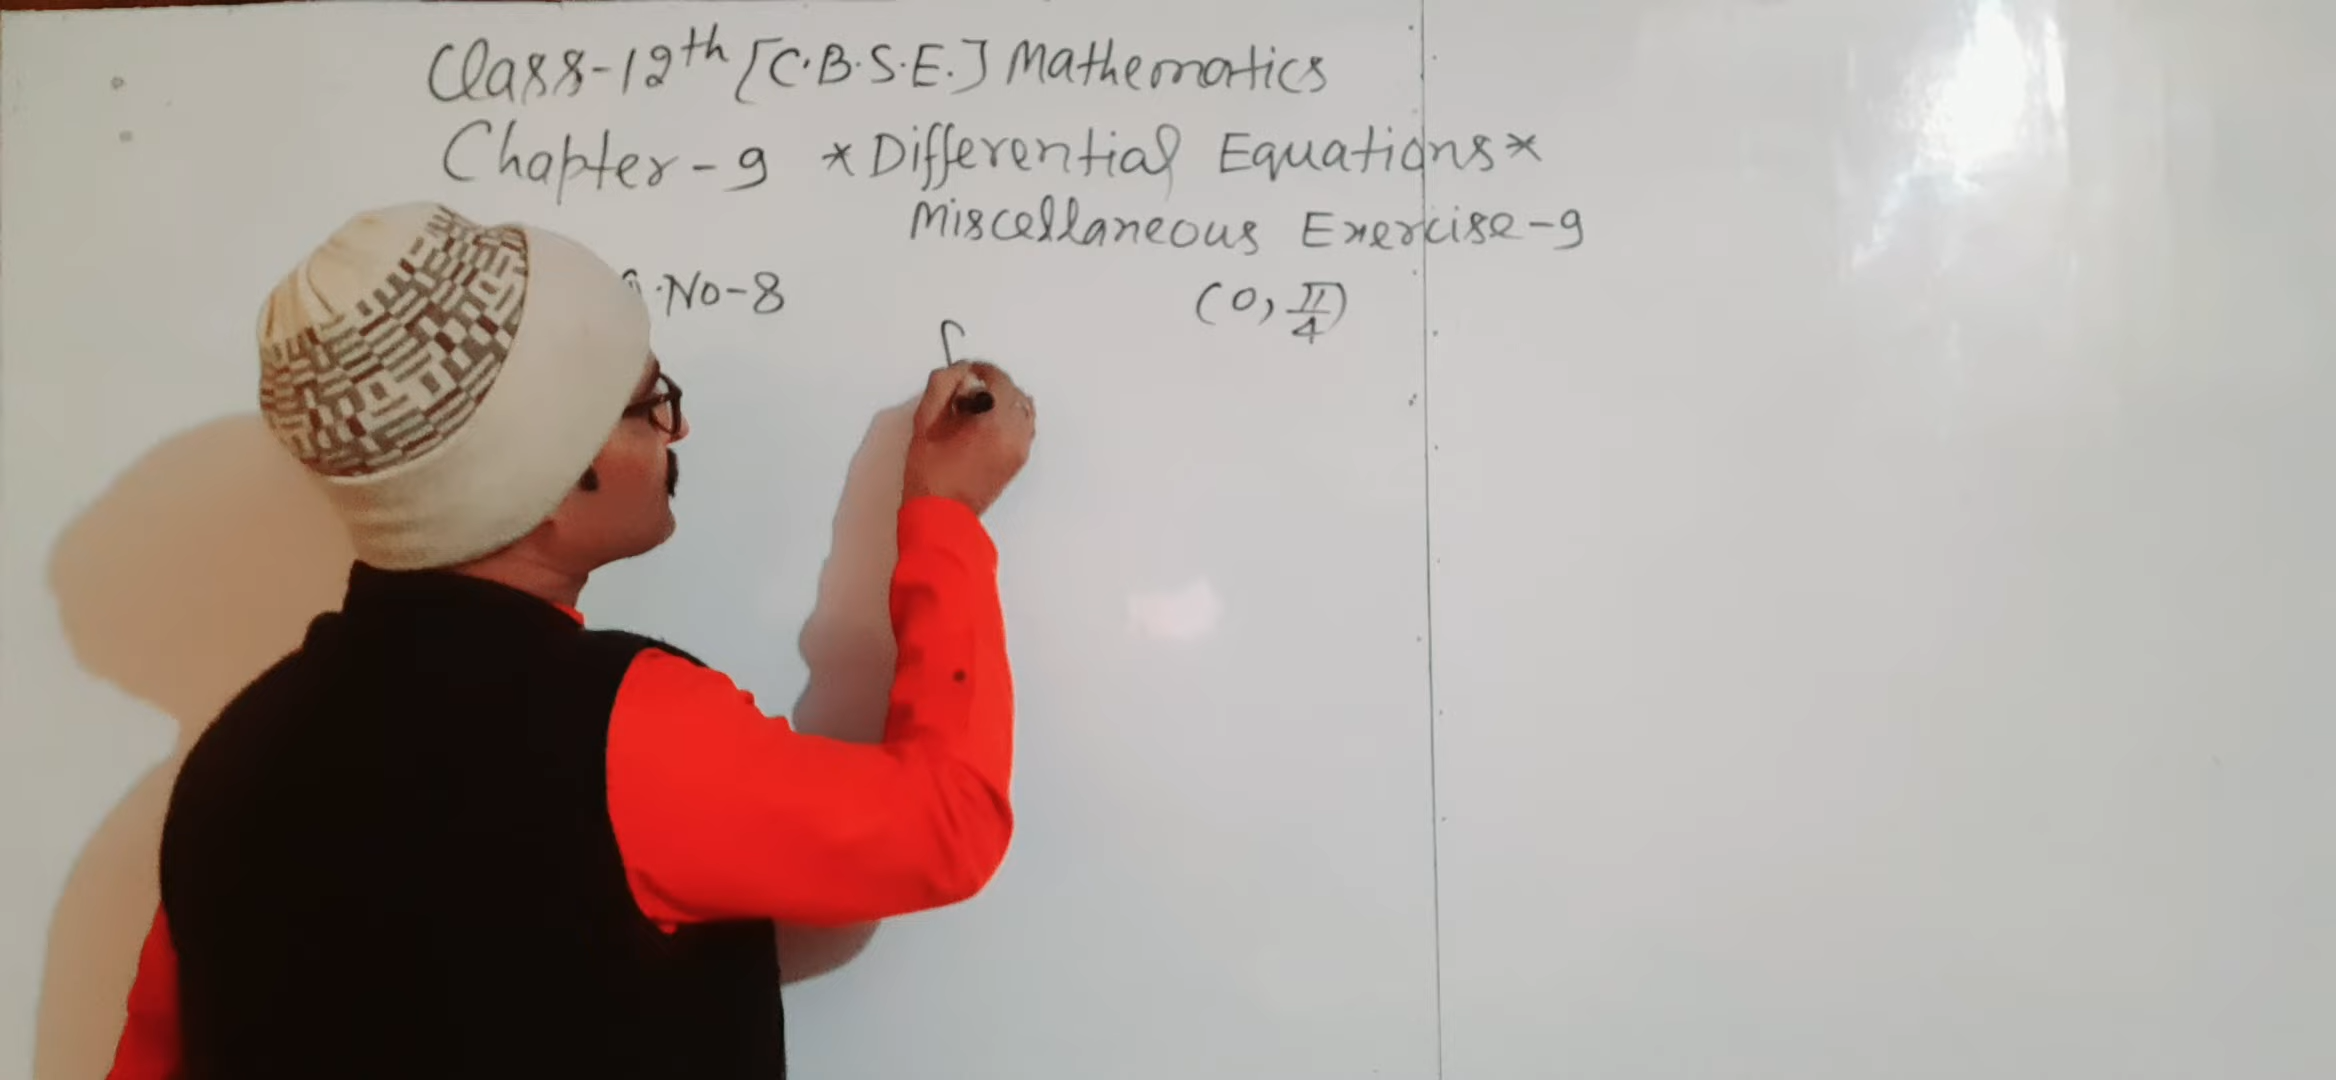 Class-12th [C.B.S.E.] Mathematics
Chapter-9 *Differential Equations*
Miscellaneous Exercise-9
Q.No-8 (0, π/4)